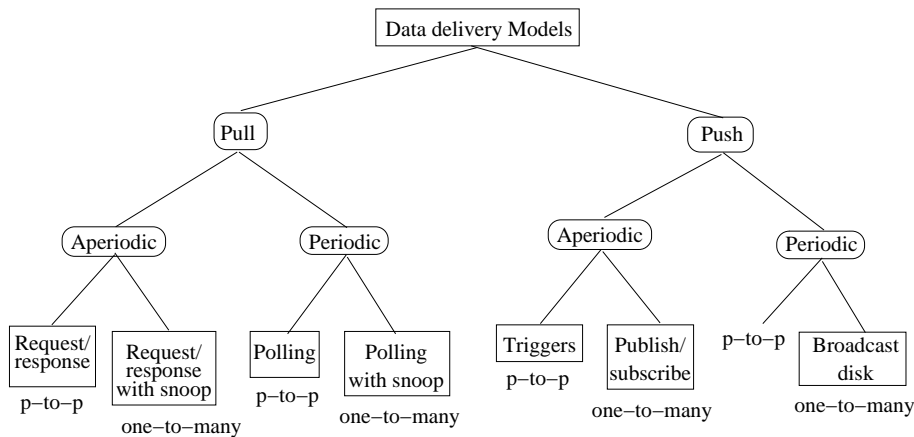 Data delivery Models
Pull
Push
Aperiodic
Periodic
Aperiodic
Periodic
Request/
response
p−to−p
Request/
response
with snoop
one−to−many
Polling
p−to−p
Polling
with snoop
one−to−many
Triggers
p−to−p
Publish/
subscribe
one−to−many
p−to−p
Broadcast
disk
one−to−many